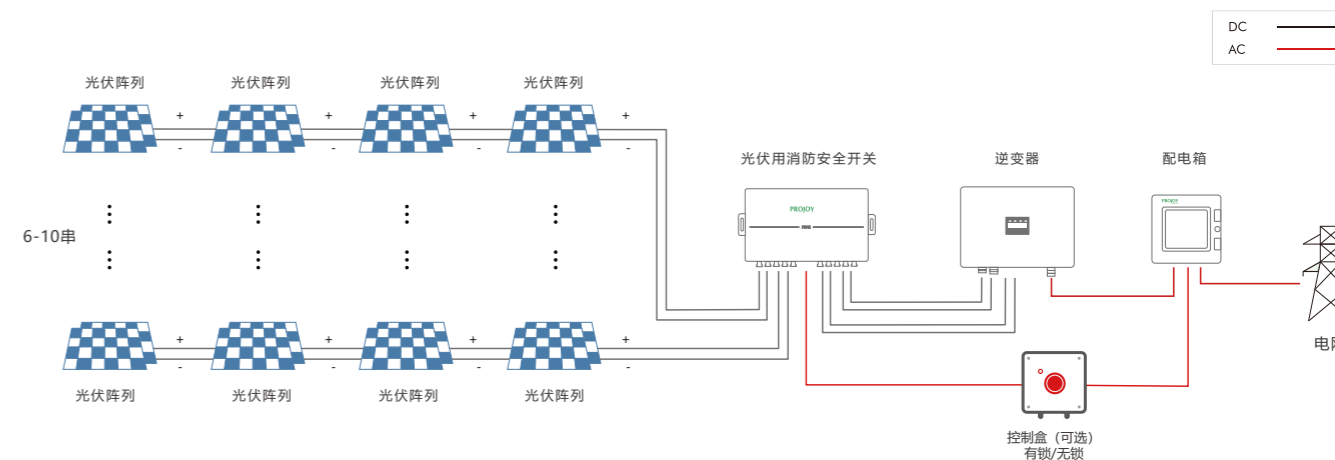 DC
AC
光伏阵列 光伏阵列 光伏阵列 光伏阵列
+ + + +
- - - -
光伏用消防安全开关 逆变器 配电箱
PROJOY
PROJOY
6-10串
+ + + +
- - - -
光伏阵列 光伏阵列 光伏阵列 光伏阵列
电
控制盒（可选）
有锁/无锁